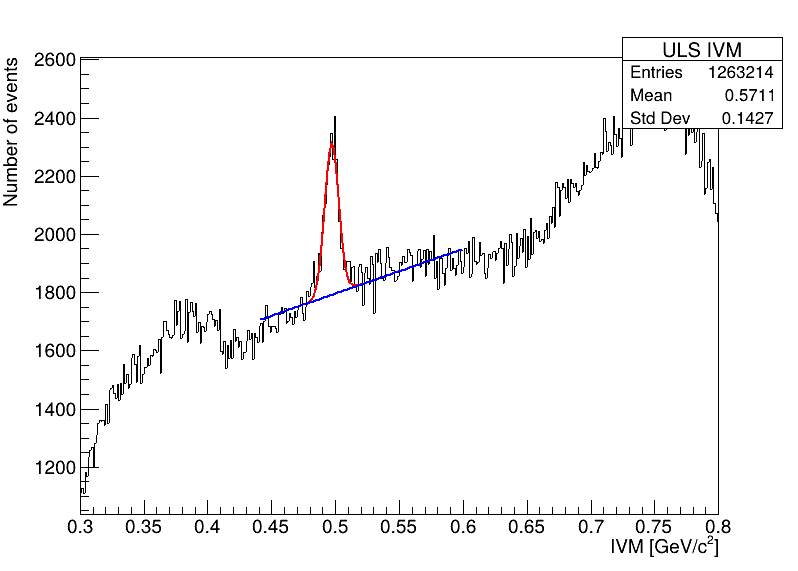 ULS IVM
Entries 1263214
Mean 0.5711
Std Dev 0.1427
Number of events
2600
2400
2200
2000
1800
1600
1400
1200
0.3 0.35 0.4 0.45 0.5 0.55 0.6 0.65 0.7 0.75 0.8
IVM [GeV/c²]